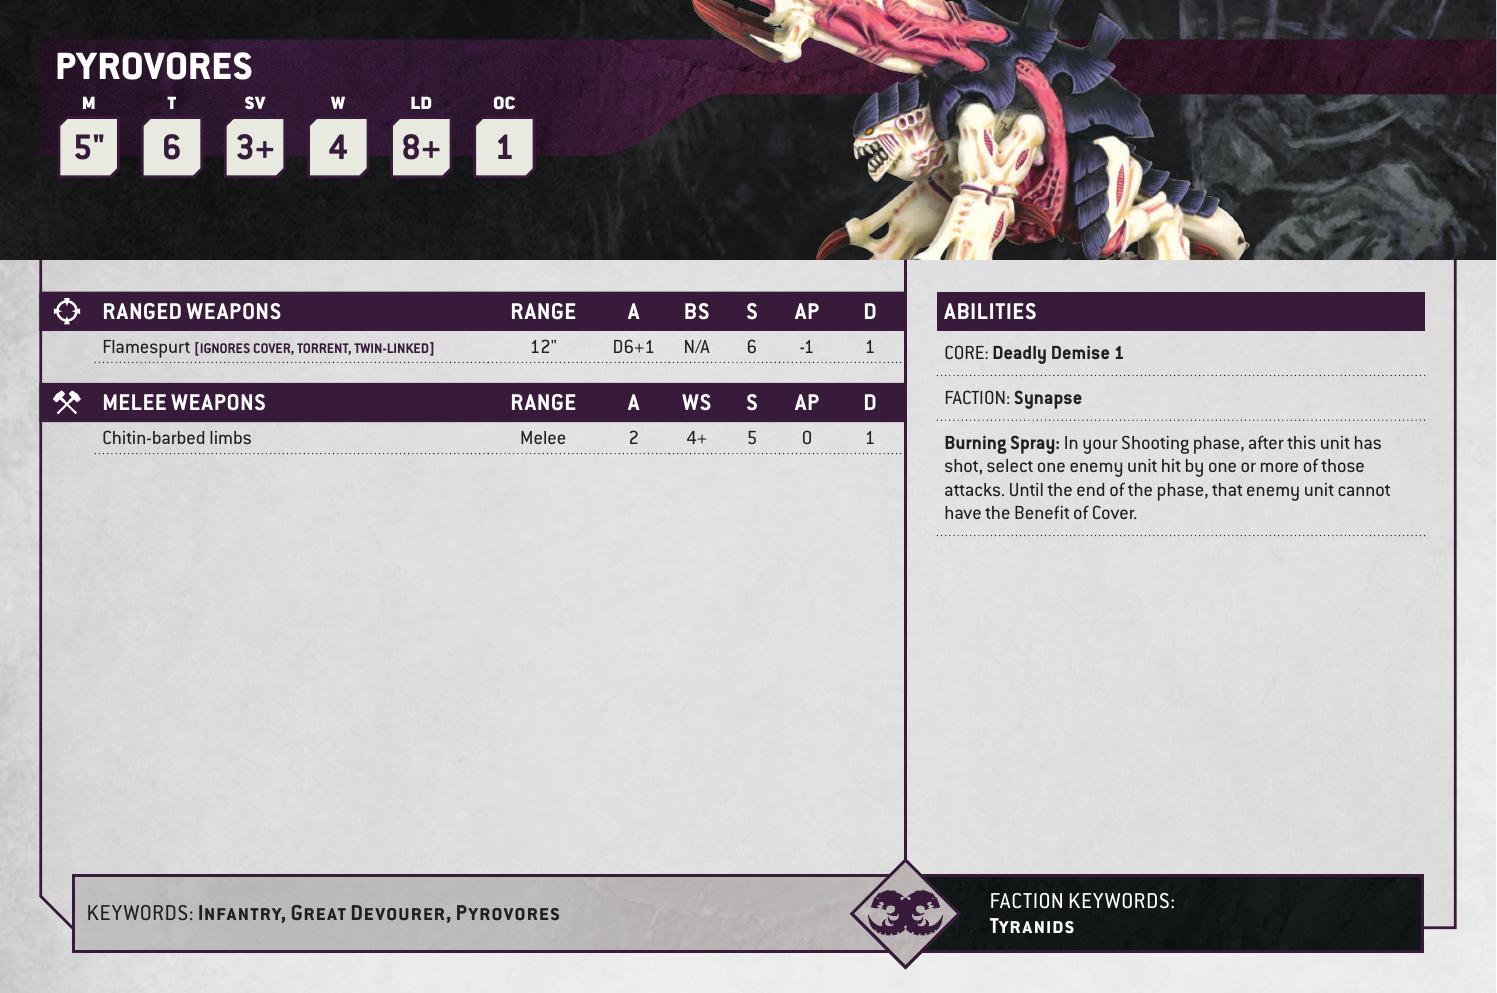 PYROVORES
M T SV W LD OC
5" 6 3+ 4 8+ 1
RANGED WEAPONS RANGE A BS S AP D
Flamespurt [IGNORES COVER, TORRENT, TWIN-LINKED] 12" D6+1 N/A 6 -1 1
MELEE WEAPONS RANGE A WS S AP D
Chitin-barbed limbs Melee 2 4+ 5 0 1
ABILITIES
CORE: Deadly Demise 1
FACTION: Synapse
Burning Spray: In your Shooting phase, after this unit has
shot, select one enemy unit hit by one or more of those
attacks. Until the end of the phase, that enemy unit cannot
have the Benefit of Cover.
KEYWORDS: INFANTRY, GREAT DEVOURER, PYROVORES
FACTION KEYWORDS:
TYRANIDS